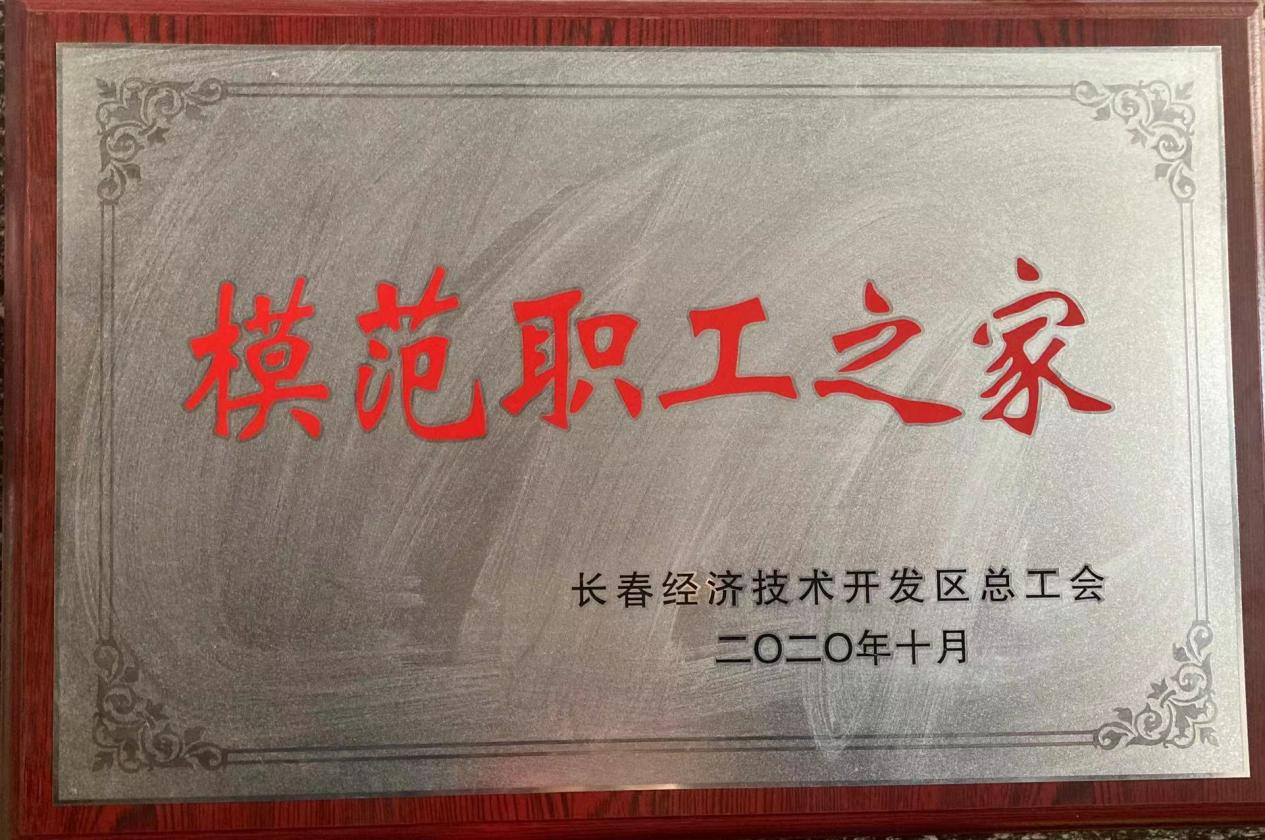 模范职工之家
长春经济技术开发区总工会
二〇二〇年十月